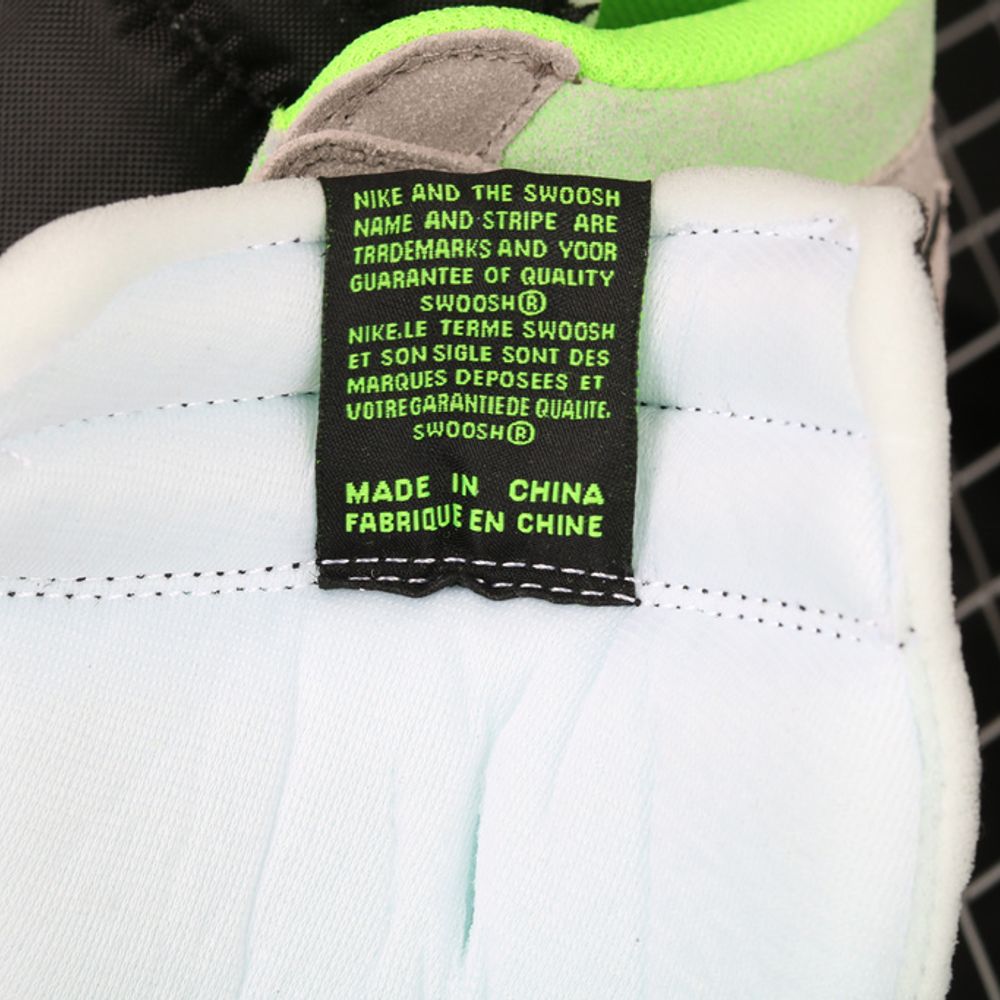 NIKE AND THE SWOOSH
NAME AND STRIPE ARE
TRRDEMARKS AND YOOR
GUARANTEE OF QUALITY
SWOOSH®
NIKE.LE TERME SWOOSH
ET SON SIGLE SONT DES
MARQUES DEPOSEES ET
VOTREGARANTIEDE QUALITE.
SWOOSH®
MADE IN CHINA
FABRIQUE EN CHINE